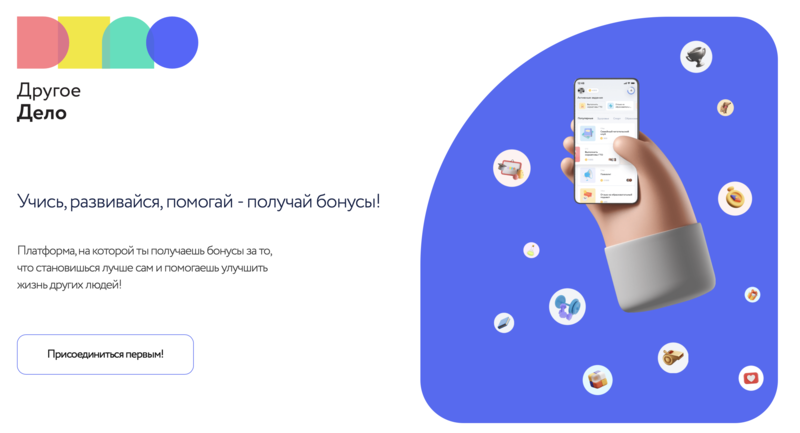 Другое
Дело
Учись, развивайся, помогай - получай бонусы!
Платформа, на которой ты получаешь бонусы за то,
что становишься лучше сам и помогаешь улучшить
жизнь других людей!
Присоединиться первым!